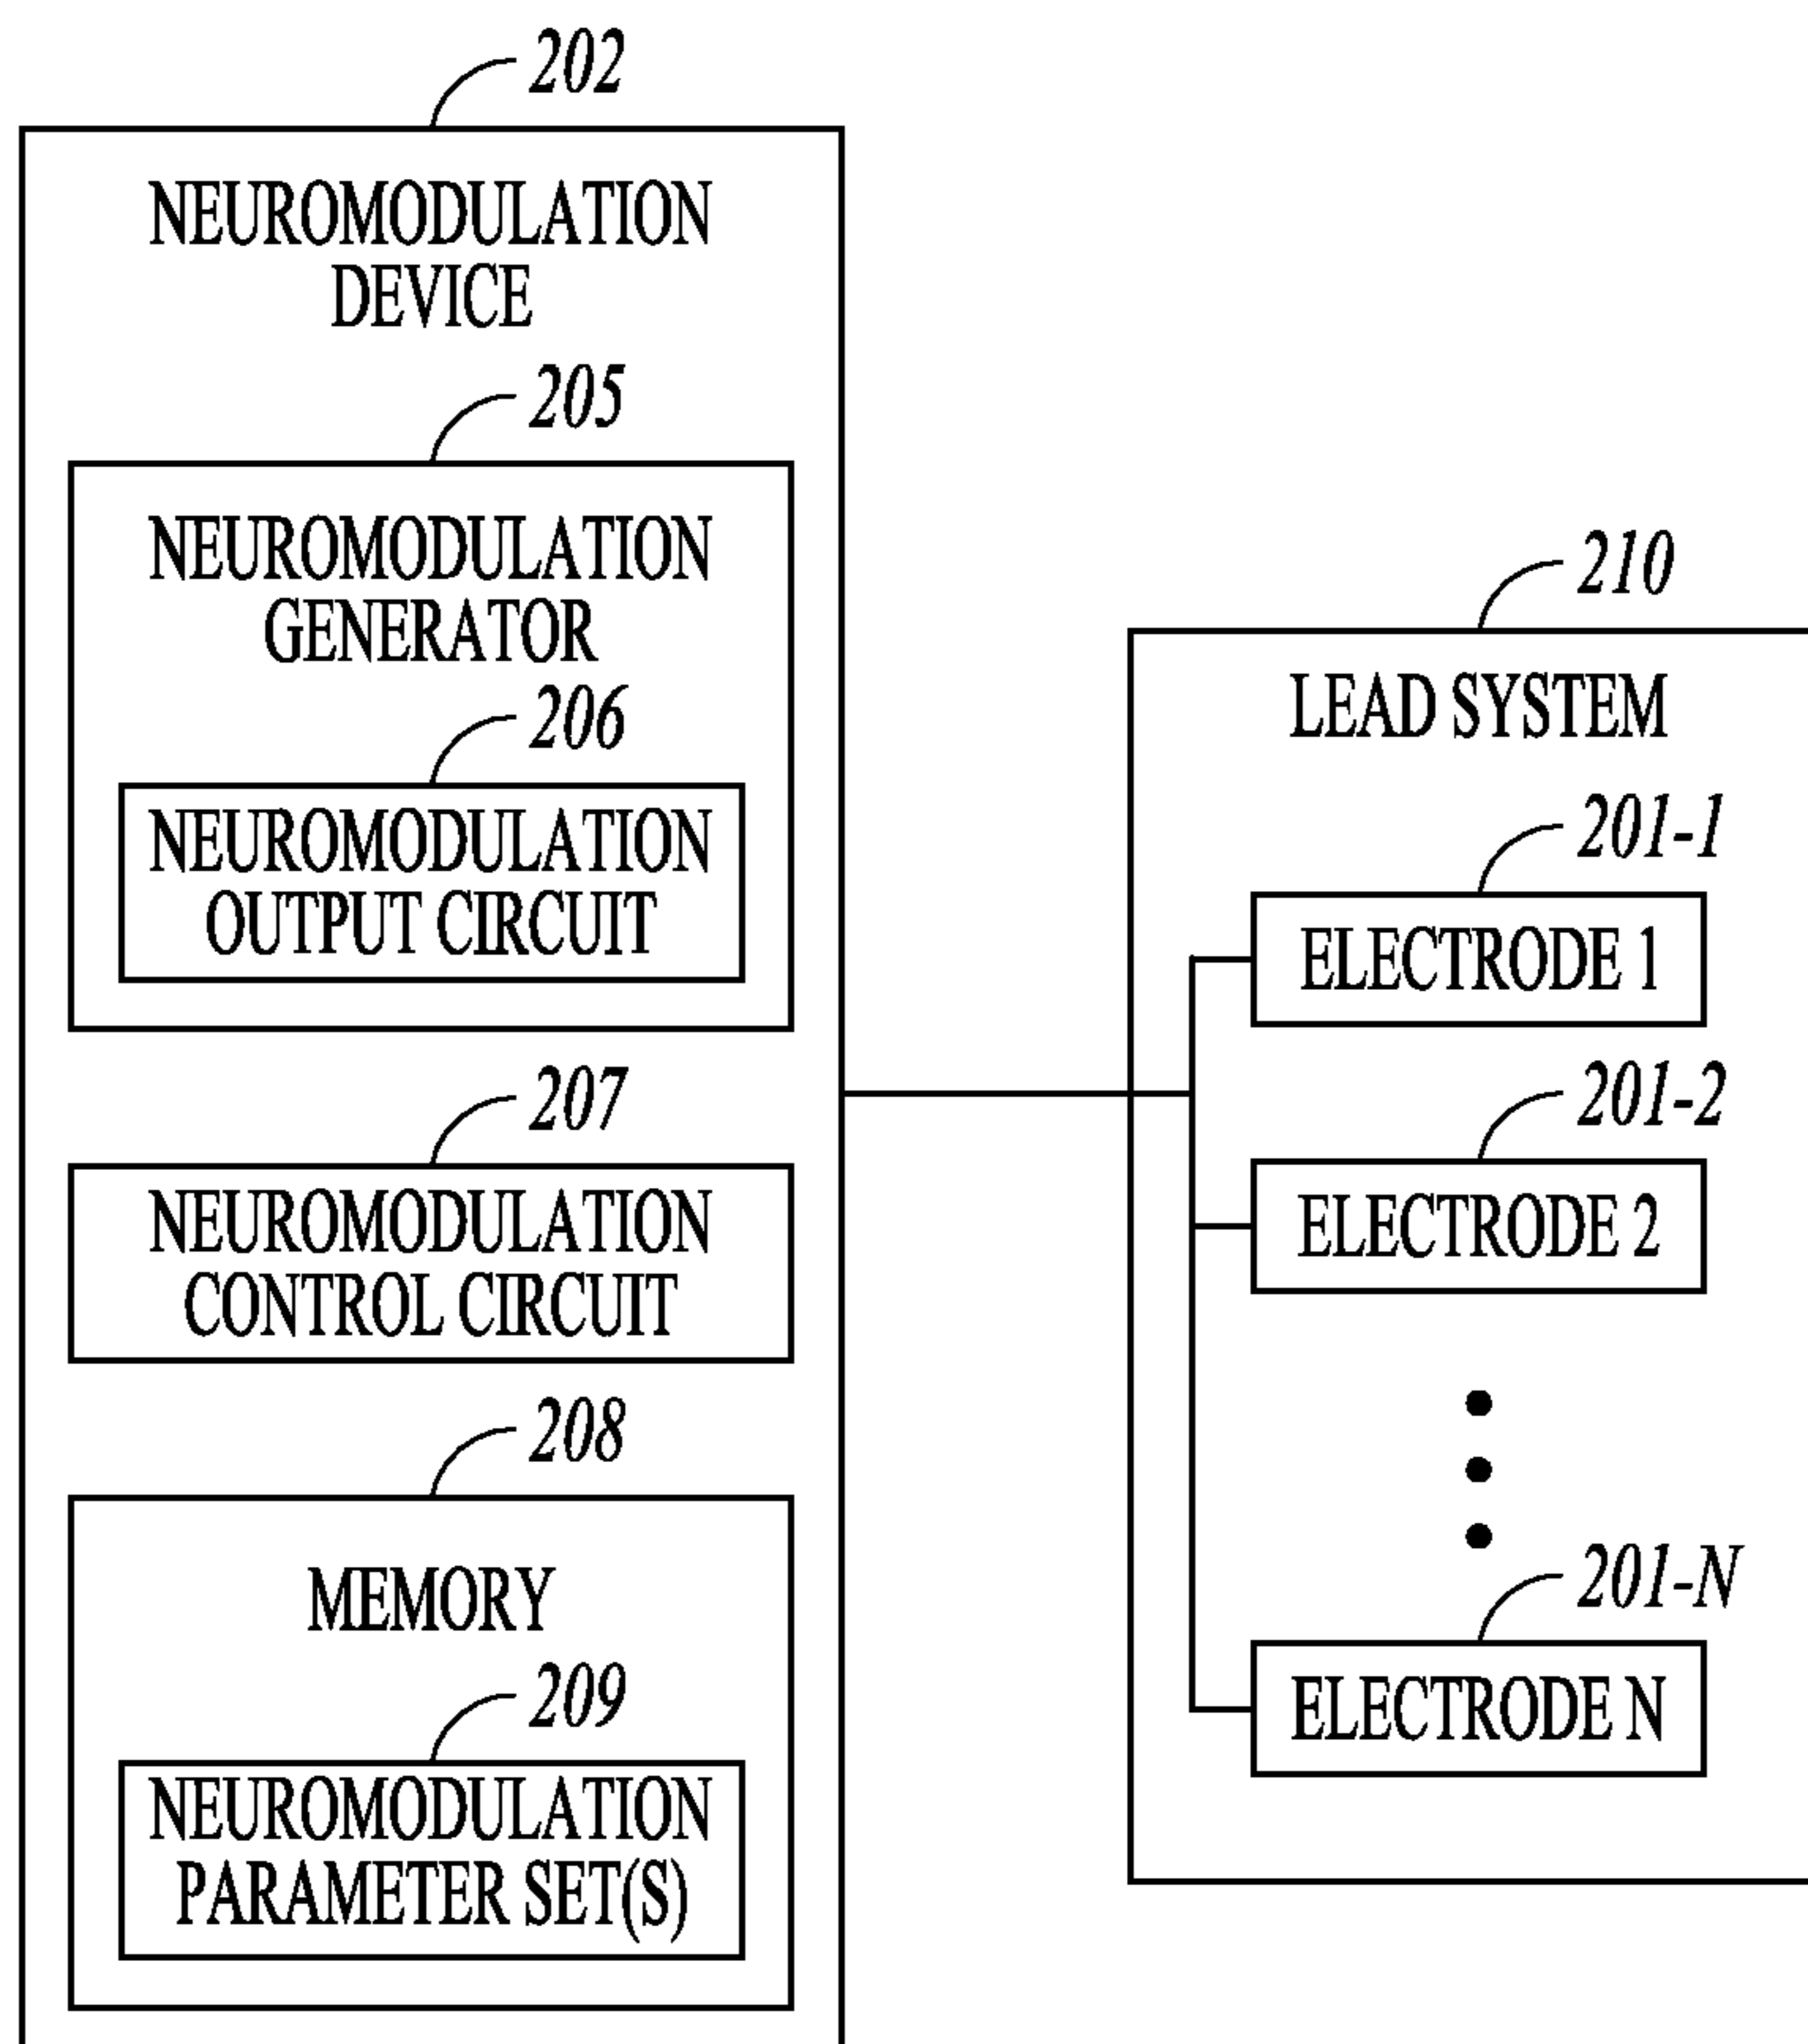 202
NEUROMODULATION
DEVICE
205
NEUROMODULATION
GENERATOR
206
NEUROMODULATION
OUTPUT CIRCUIT
207
NEUROMODULATION
CONTROL CIRCUIT
208
MEMORY
209
NEUROMODULATION
PARAMETER SET(S)
210
LEAD SYSTEM
201-1
ELECTRODE 1
201-2
ELECTRODE 2
201-N
ELECTRODE N